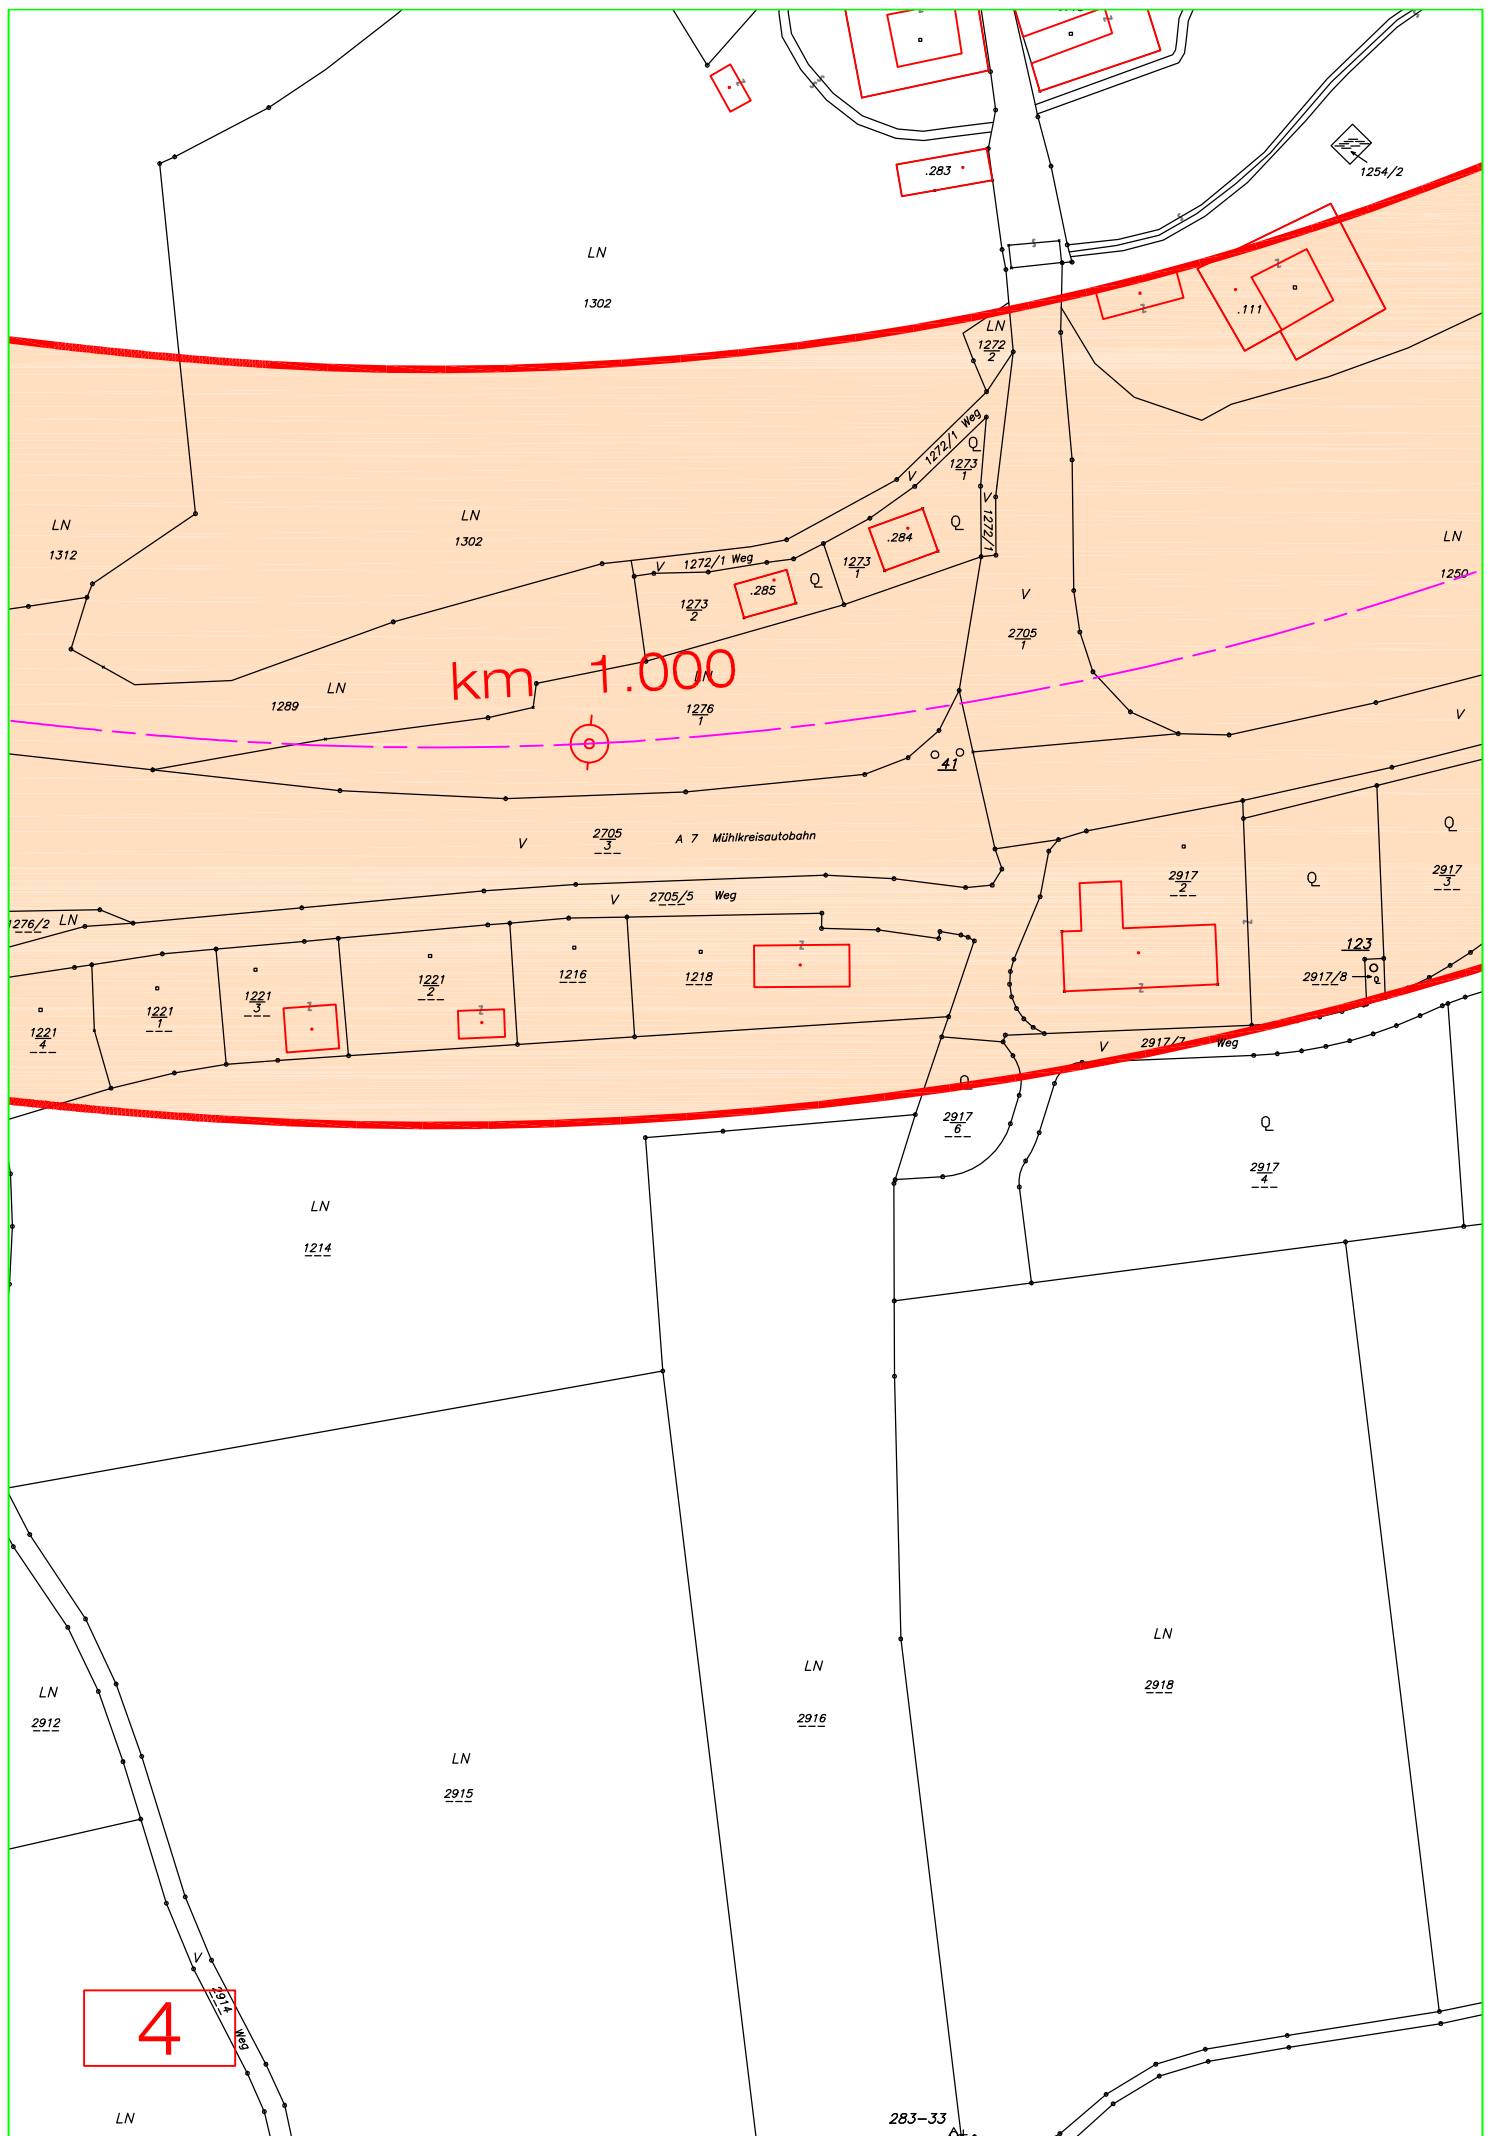 1254/2
.283
LN
1302
.111
LN
1272
2
1272/1 Weg
V
Q
1273
1
V 1272/1
Q
.284
LN
1312
LN
1302
LN
1250
V 1272/1 Weg
1273
1
Q
.285
1273
2
V
2705
1
km 1.000
LN
1289
LN
1276
1
V
41
V
2705
3
A 7 Mühlkreisautobahn
Q
2917
3
Q
2917
2
V 2705/5 Weg
1276/2 LN
123
2917/8
Q
1216
1218
1221
2
1221
3
1221
1
1221
4
V 2917/7 Weg
Q
2917
6
Q
2917
4
LN
1214
LN
2918
LN
2916
LN
2912
LN
2915
V
2914
Weg
4
LN
283-33